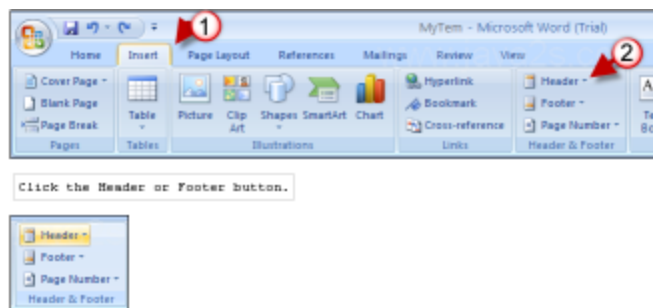 1
MyTem - Microsoft Word (Trial)
Home Insert Page Layout References Mailings Review View
2
Cover Page
Blank Page
Page Break
Pages
Table
Tables
Picture Clip Art Shapes SmartArt Chart
Illustrations
Hyperlink
Bookmark
Cross-reference
Links
Header
Footer
Page Number
Header & Footer
A
Click the Header or Footer button.
Header
Footer
Page Number
Header & Footer